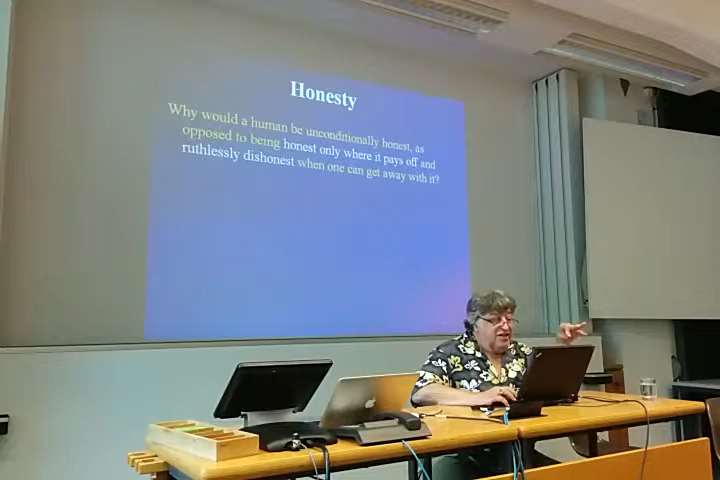 Honesty
Why would a human be unconditionally honest, as
opposed to being honest only where it pays off and
ruthlessly dishonest when one can get away with it?